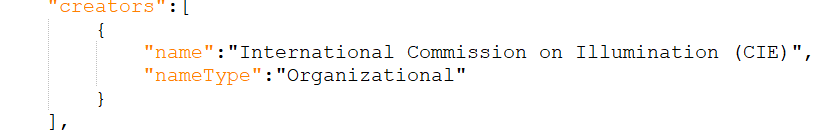 "creators":[
{
"name":"International Commission on Illumination (CIE)",
"nameType":"Organizational"
}
],